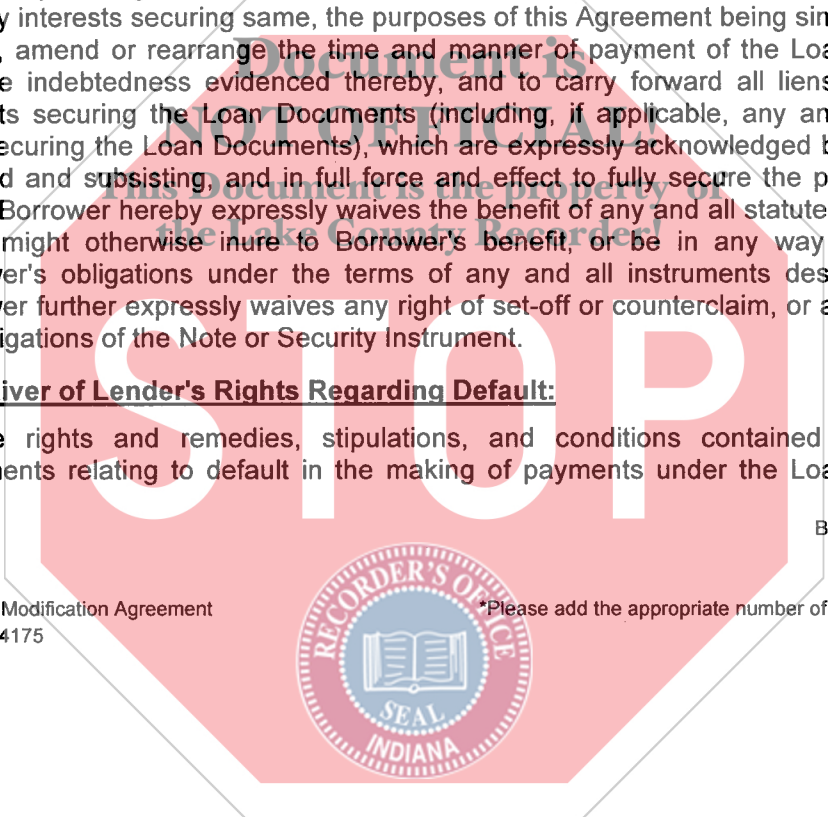 y interests securing same, the purposes of this Agreement being sim
, amend or rearrange the time and manner of payment of the Loa
e indebtedness evidenced thereby, and to carry forward all liens
ts securing the Loan Documents (including, if applicable, any an
ecuring the Loan Documents), which are expressly acknowledged b
d and subsisting, and in full force and effect to fully secure the p
Borrower hereby expressly waives the benefit of any and all statute
might otherwise inure to Borrower's benefit, or be in any way
er's obligations under the terms of any and all instruments des
er further expressly waives any right of set-off or counterclaim, or a
igations of the Note or Security Instrument.
iver of Lender's Rights Regarding Default:
e rights and remedies, stipulations, and conditions contained
ents relating to default in the making of payments under the Loa
B
Modification Agreement
*Please add the appropriate number of
4175
Document is
NOT OFFICIAL!
This Document is the property of
the Lake County Recorder!
STOP
RECORDER'S OFFICE
SEAL
INDIANA